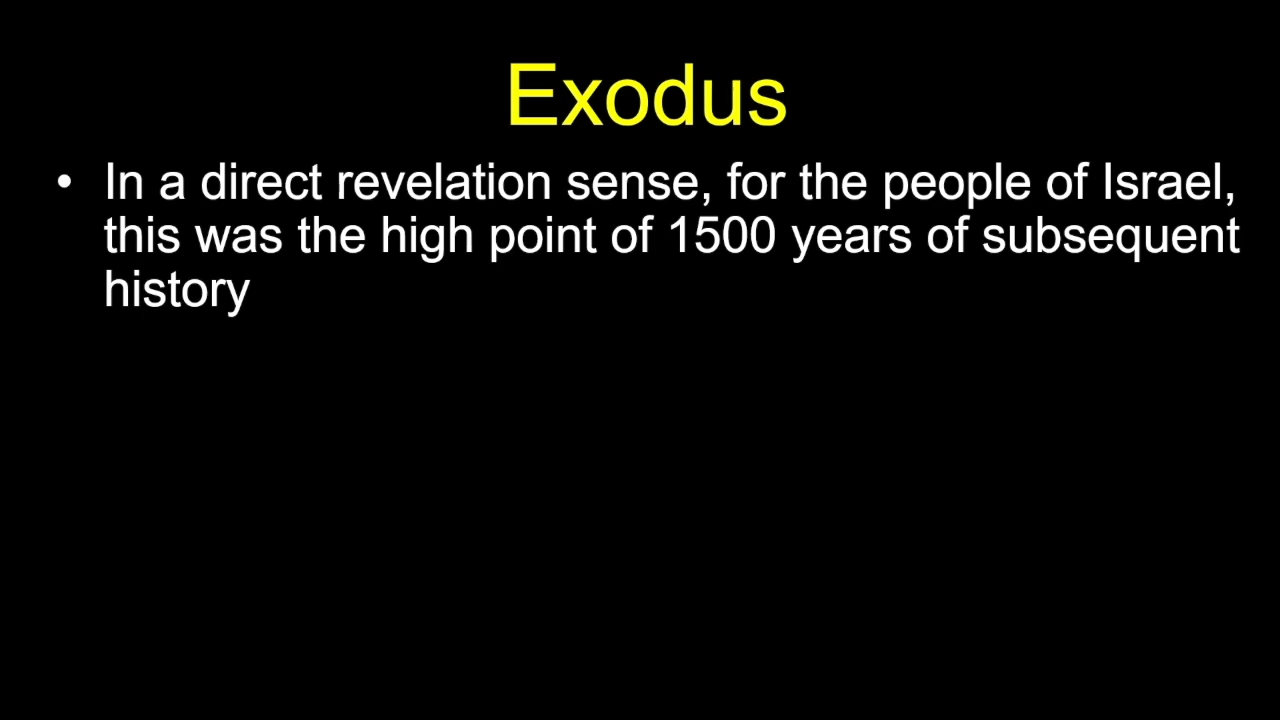 Exodus
• In a direct revelation sense, for the people of Israel,
this was the high point of 1500 years of subsequent
history